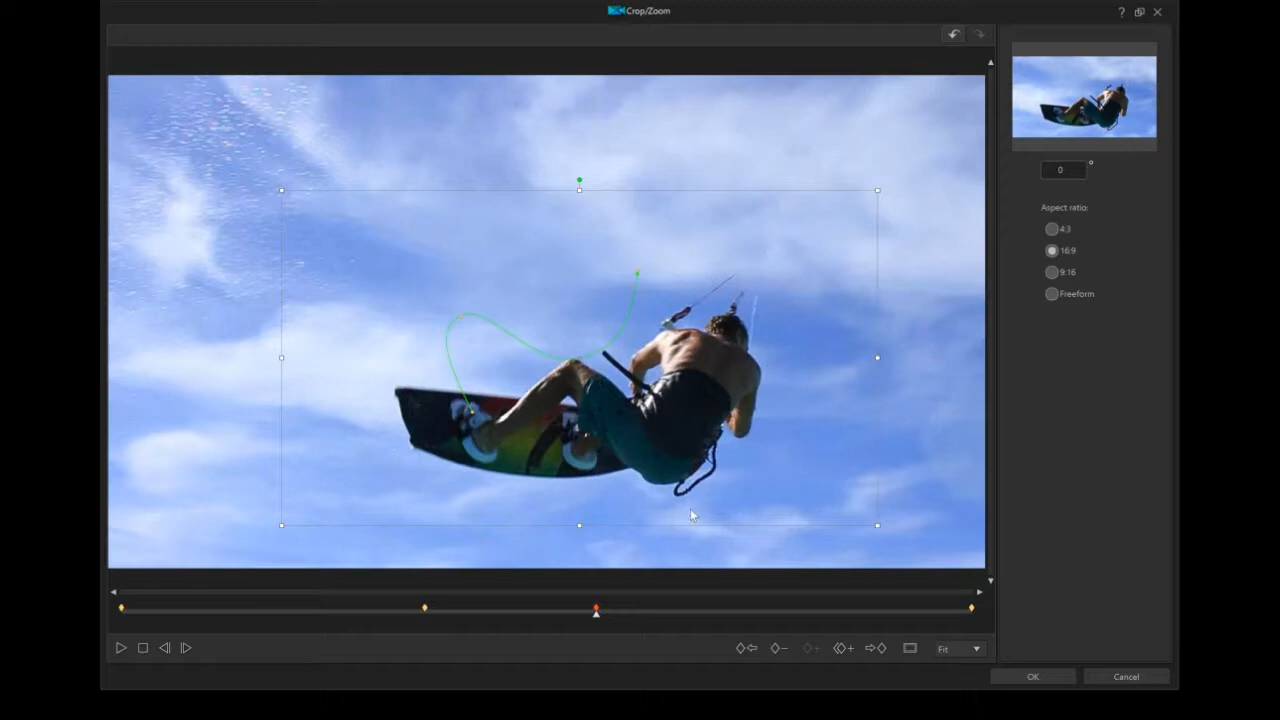 Crop/Zoom
?
0
Aspect ratio:
4:3
16:9
9:16
Freeform
Fit
OK
Cancel